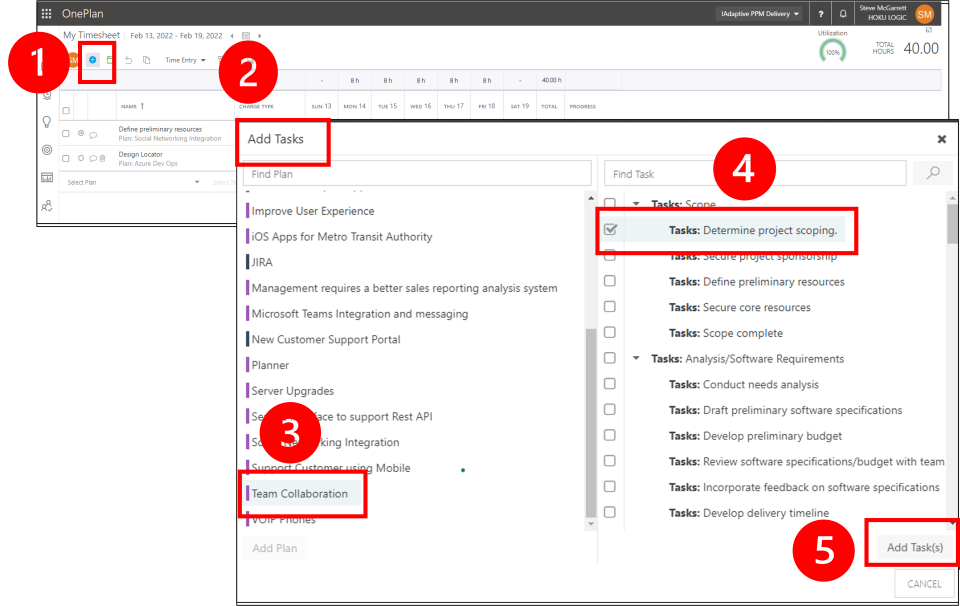 OnePlan
!Adaptive PPM Delivery
?
Steve McGarrett
HOKU LOGIC
SM
My Timesheet | Feb 13, 2022 - Feb 19, 2022
Utilization
100%
TOTAL HOURS 40.00
1
SM
Time Entry
2
- 8 h 8 h 8 h 8 h 8 h - 40.00 h
NAME CHARGE TYPE SUN 13 MON 14 TUE 15 WED 16 THU 17 FRI 18 SAT 19 TOTAL PROGRESS
Define preliminary resources
Plan: Social Networking Integration
Design Locator
Plan: Azure Dev Ops
Select Plan
Add Tasks
4
Find Plan
Find Task
Improve User Experience
iOS Apps for Metro Transit Authority
JIRA
Management requires a better sales reporting analysis system
Microsoft Teams Integration and messaging
New Customer Support Portal
Planner
Server Upgrades
to support Rest API
3
Integration
Support Customer using Mobile
Team Collaboration
VOIP Phones
Add Plan
Tasks: Scope
Tasks: Determine project scoping.
Tasks: Secure project sponsorship
Tasks: Define preliminary resources
Tasks: Secure core resources
Tasks: Scope complete
Tasks: Analysis/Software Requirements
Tasks: Conduct needs analysis
Tasks: Draft preliminary software specifications
Tasks: Develop preliminary budget
Tasks: Review software specifications/budget with team
Tasks: Incorporate feedback on software specifications
Tasks: Develop delivery timeline
5
Add Task(s)
CANCEL